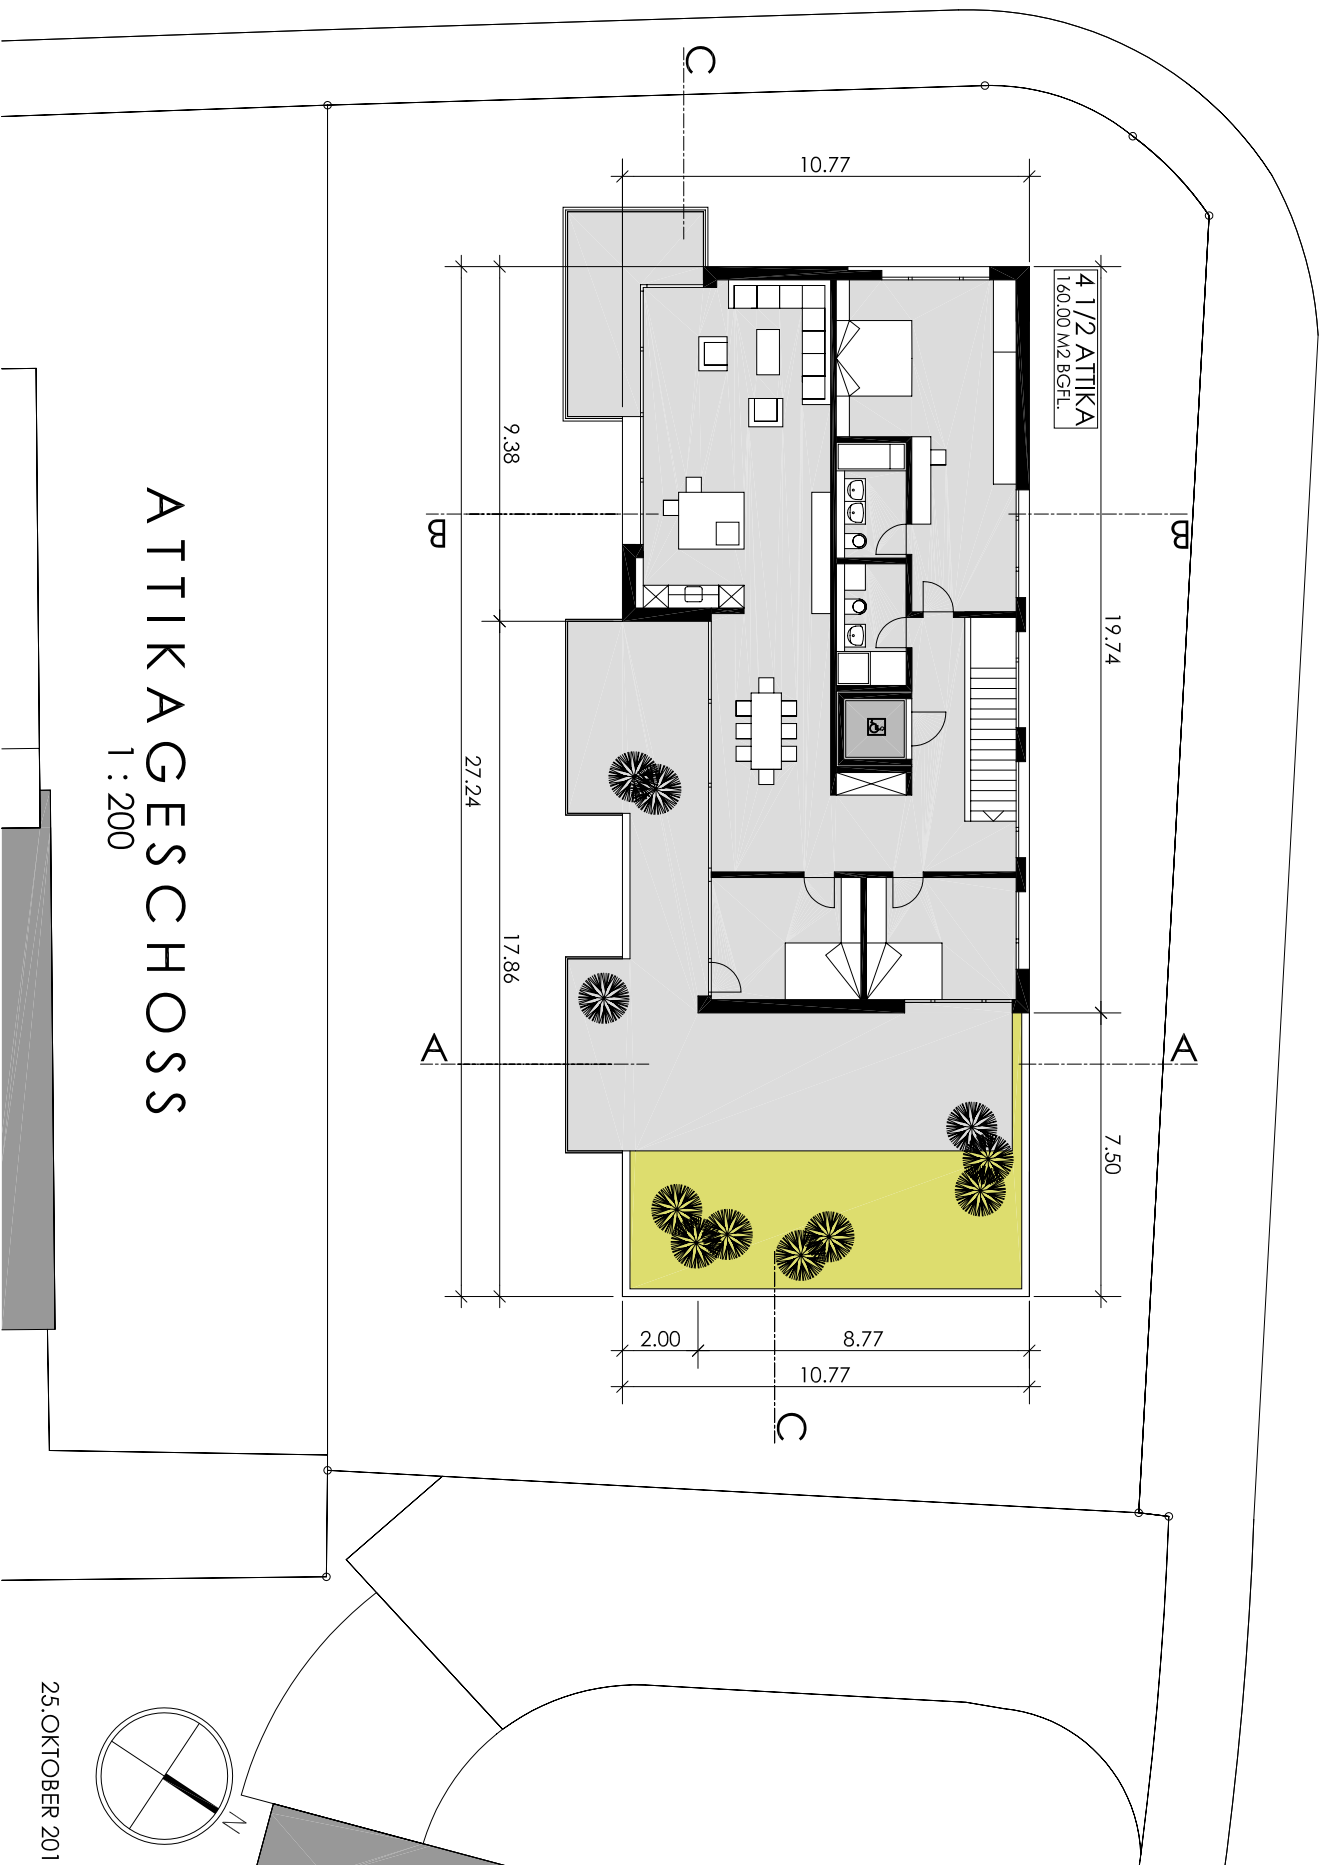 C
10.77
4 1/2 ATTIKA
160.00 M2 BGFL.
9.38
B
B
19.74
27.24
17.86
A
A
7.50
2.00
8.77
10.77
C
ATTIKAGESCHOSS
1:200
N
25.OKTOBER 201